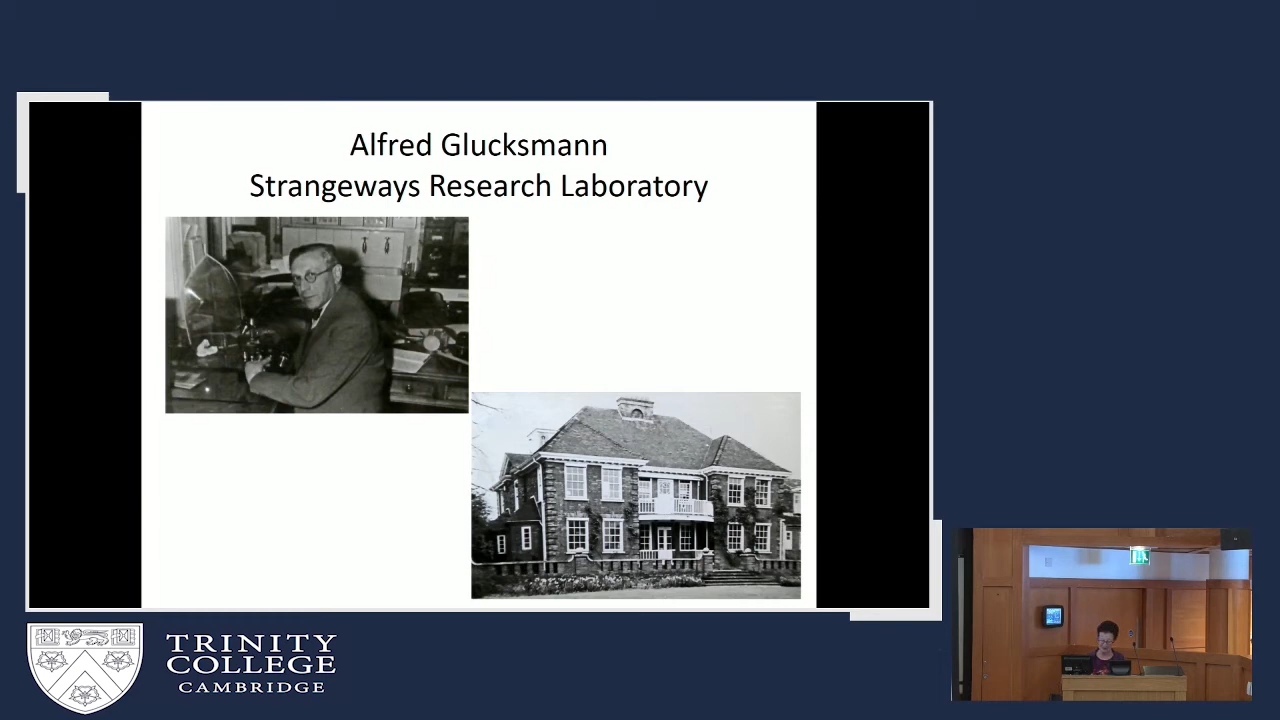 Alfred Glucksmann
Strangeways Research Laboratory
TRINITY
COLLEGE
CAMBRIDGE